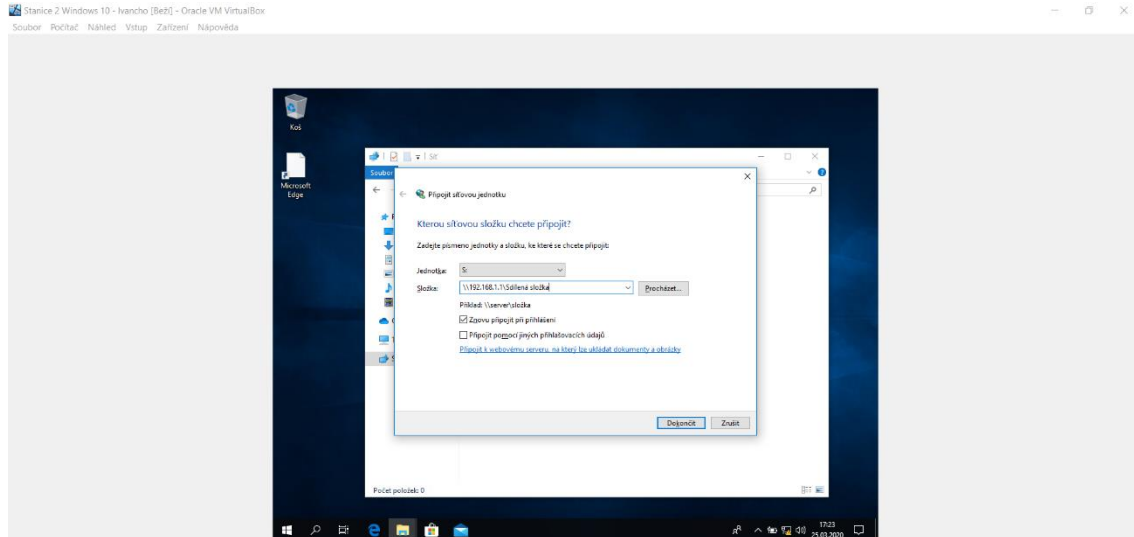 Stanice 2 Windows 10 - Ivancho [Beží] - Oracle VM VirtualBox
Soubor Počítač Náhled Vstup Zařízení Nápověda
Koš
Microsoft
Edge
Síť
Soubor
Připojit síťovou jednotku
Kterou síťovou složku chcete připojit?
Zadejte písmeno jednotky a složku, ke které se chcete připojit:
Jednotka: S:
Složka: \\192.168.1.1\Sdílená složka Procházet...
Příklad: \\server\složka
Znovu připojit při přihlášení
Připojit pomocí jiných přihlašovacích údajů
Připojit k webovému serveru, na který lze ukládat dokumenty a obrázky
Dokončit Zrušit
Počet položek: 0
17:23
25.03.2020